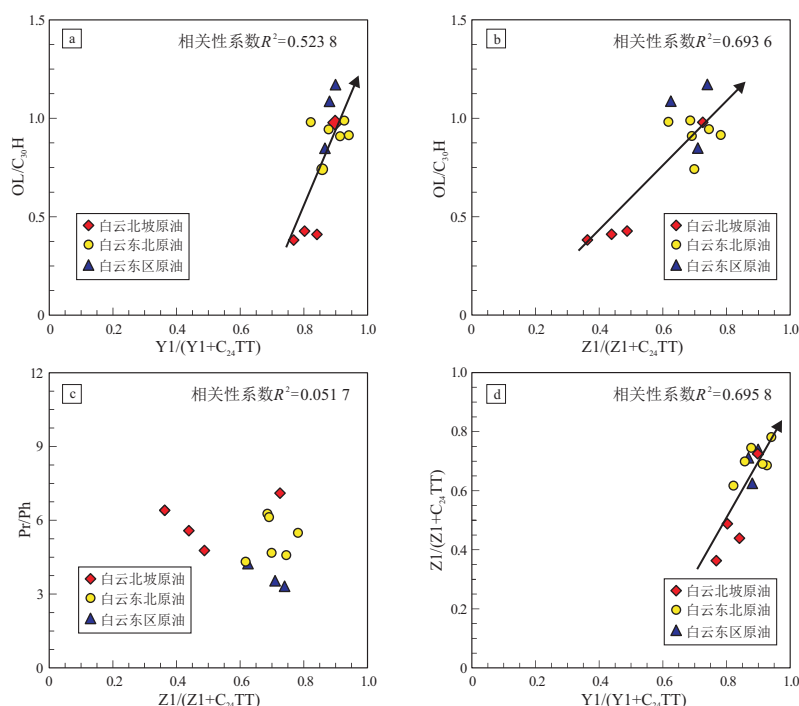 a
相关性系数R²=0.523 8
1.5
1.0
0.5
0
OL/C₃₀H
白云北坡原油
白云东北原油
白云东区原油
0 0.2 0.4 0.6 0.8 1.0
Y1/(Y1+C₂₄TT)
b
相关性系数R²=0.693 6
1.5
1.0
0.5
0
OL/C₃₀H
白云北坡原油
白云东北原油
白云东区原油
0 0.2 0.4 0.6 0.8 1.0
Z1/(Z1+C₂₄TT)
c
相关性系数R²=0.051 7
12
9
6
3
0
Pr/Ph
白云北坡原油
白云东北原油
白云东区原油
0 0.2 0.4 0.6 0.8 1.0
Z1/(Z1+C₂₄TT)
d
相关性系数R²=0.695 8
1.0
0.8
0.6
0.4
0.2
0
Z1/(Z1+C₂₄TT)
白云北坡原油
白云东北原油
白云东区原油
0 0.2 0.4 0.6 0.8 1.0
Y1/(Y1+C₂₄TT)